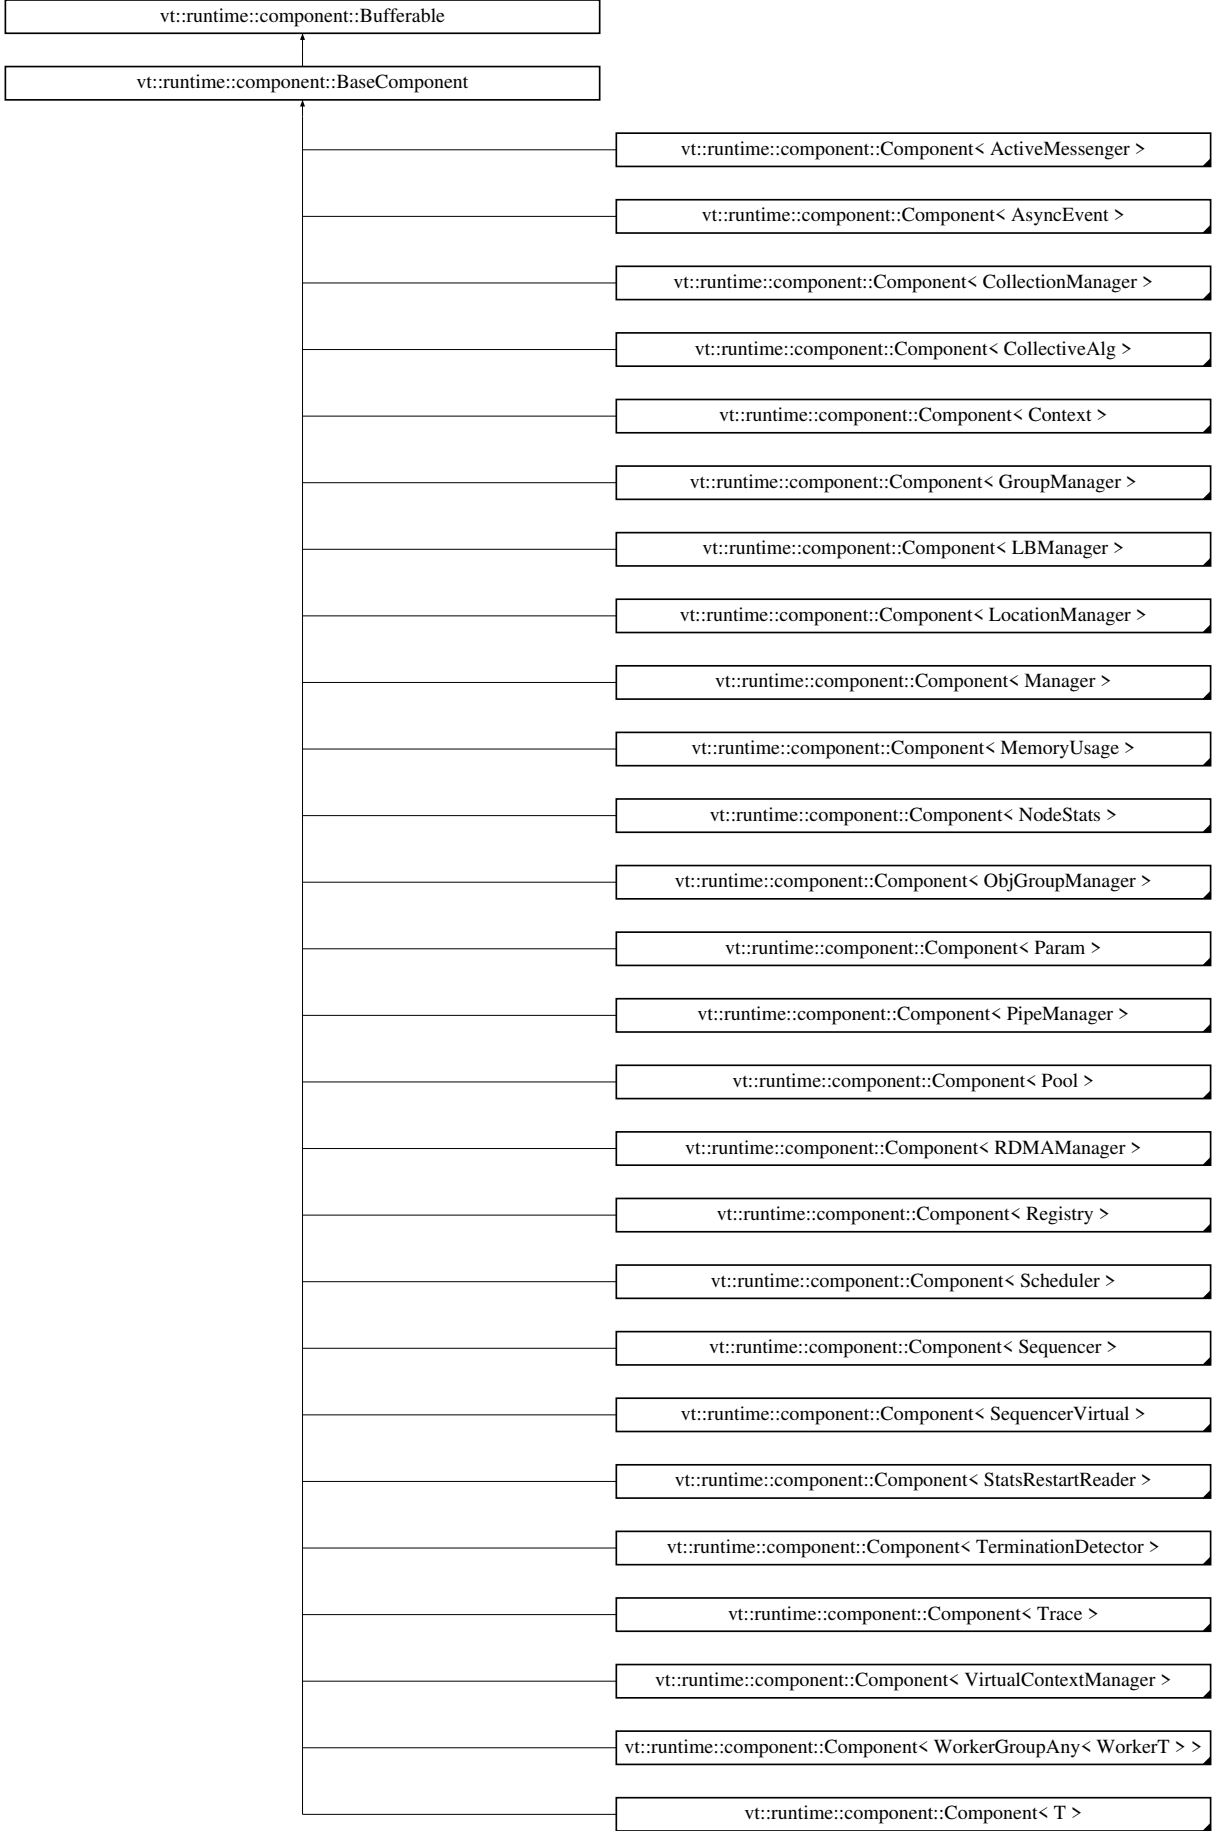 vt::runtime::component::Bufferable
vt::runtime::component::BaseComponent
vt::runtime::component::Component< ActiveMessenger >
vt::runtime::component::Component< AsyncEvent >
vt::runtime::component::Component< CollectionManager >
vt::runtime::component::Component< CollectiveAlg >
vt::runtime::component::Component< Context >
vt::runtime::component::Component< GroupManager >
vt::runtime::component::Component< LBManager >
vt::runtime::component::Component< LocationManager >
vt::runtime::component::Component< Manager >
vt::runtime::component::Component< MemoryUsage >
vt::runtime::component::Component< NodeStats >
vt::runtime::component::Component< ObjGroupManager >
vt::runtime::component::Component< Param >
vt::runtime::component::Component< PipeManager >
vt::runtime::component::Component< Pool >
vt::runtime::component::Component< RDMAManager >
vt::runtime::component::Component< Registry >
vt::runtime::component::Component< Scheduler >
vt::runtime::component::Component< Sequencer >
vt::runtime::component::Component< SequencerVirtual >
vt::runtime::component::Component< StatsRestartReader >
vt::runtime::component::Component< TerminationDetector >
vt::runtime::component::Component< Trace >
vt::runtime::component::Component< VirtualContextManager >
vt::runtime::component::Component< WorkerGroupAny< WorkerT > >
vt::runtime::component::Component< T >